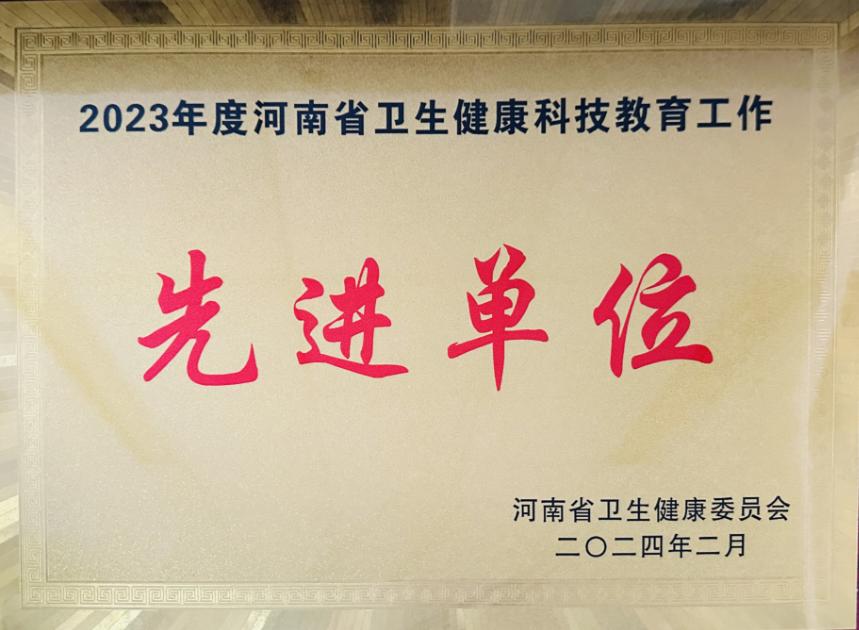 2023年度河南省卫生健康科技教育工作
先进单位
河南省卫生健康委员会
二〇二四年二月